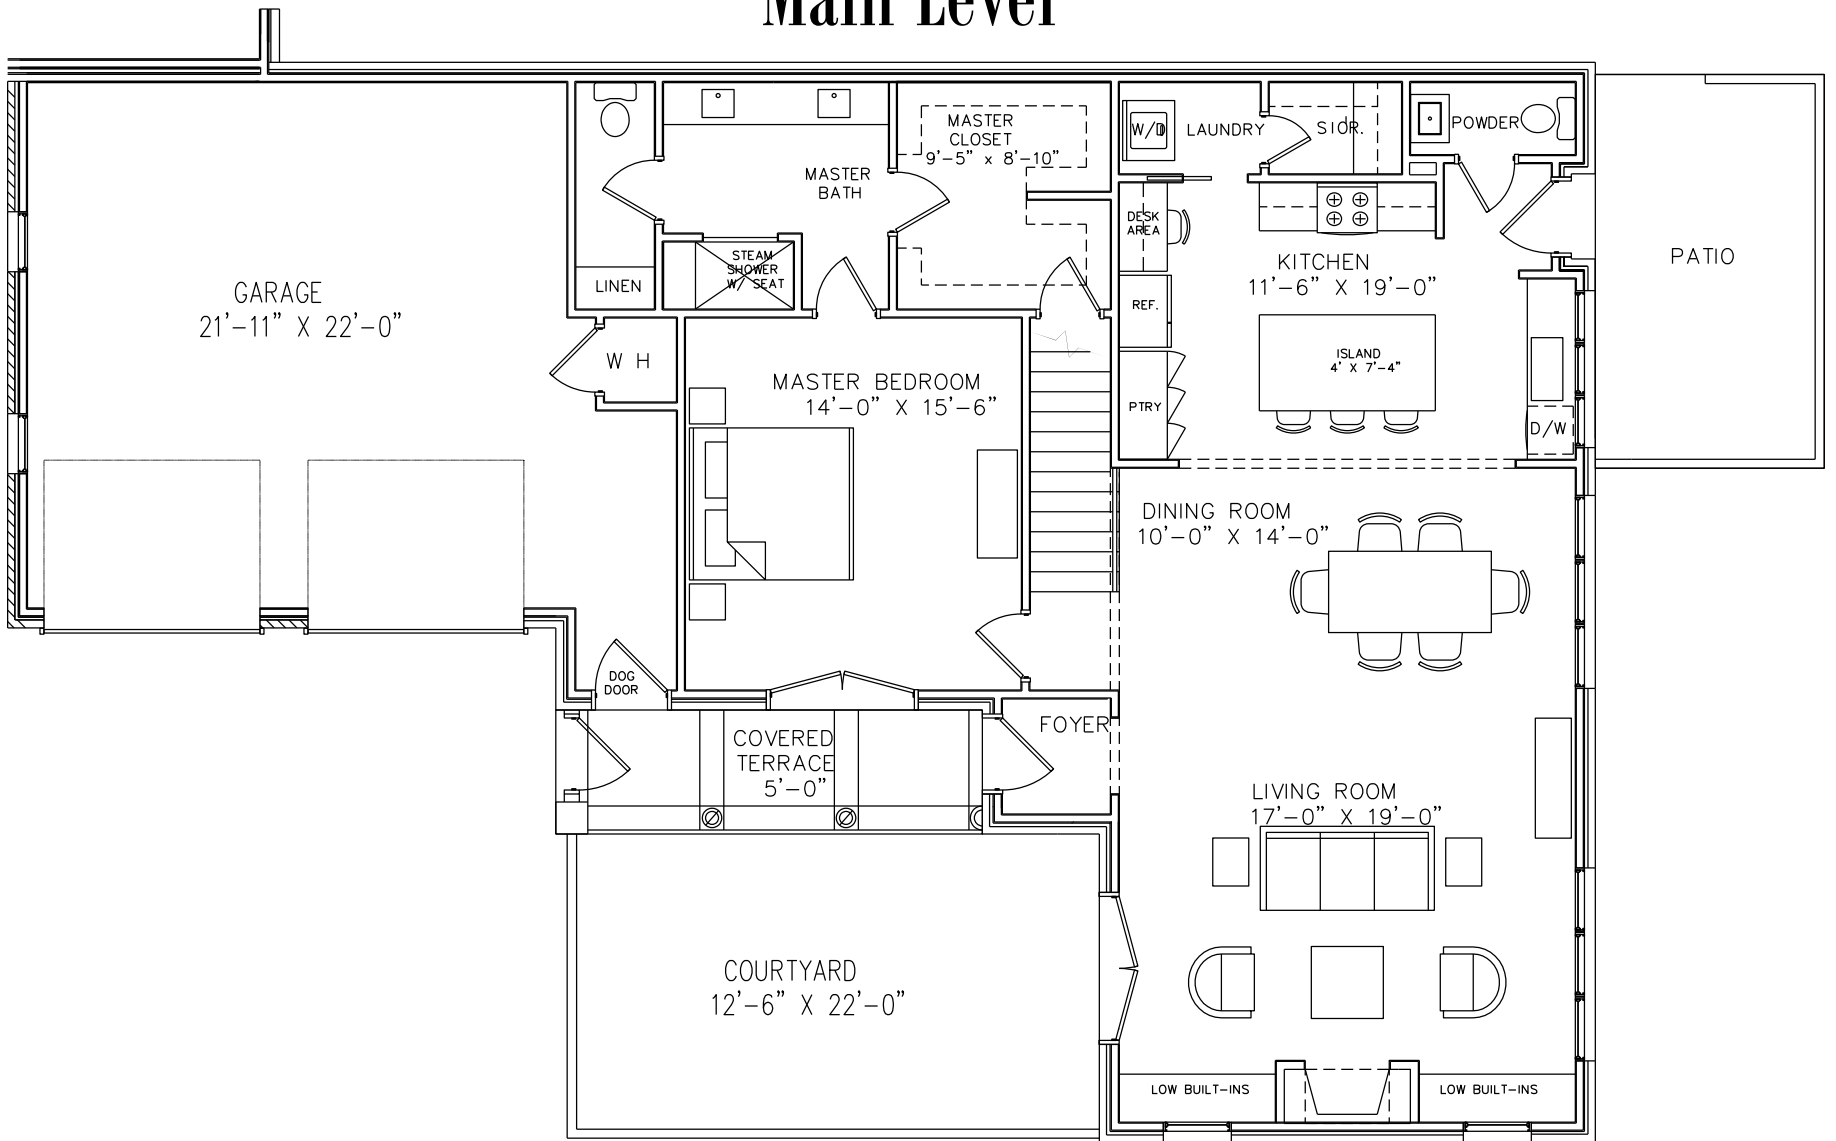 Main Level
GARAGE
21'-11" X 22'-0"
LINEN
W H
MASTER
BATH
STEAM
SHOWER
W/ SEAT
MASTER
CLOSET
9'-5" x 8'-10"
MASTER BEDROOM
14'-0" X 15'-6"
W/D
LAUNDRY
STOR.
POWDER
DESK
AREA
REF.
PTRY
KITCHEN
11'-6" X 19'-0"
ISLAND
4' X 7'-4"
D/W
PATIO
DINING ROOM
10'-0" X 14'-0"
DOG
DOOR
COVERED
TERRACE
5'-0"
FOYER
LIVING ROOM
17'-0" X 19'-0"
COURTYARD
12'-6" X 22'-0"
LOW BUILT-INS
LOW BUILT-INS